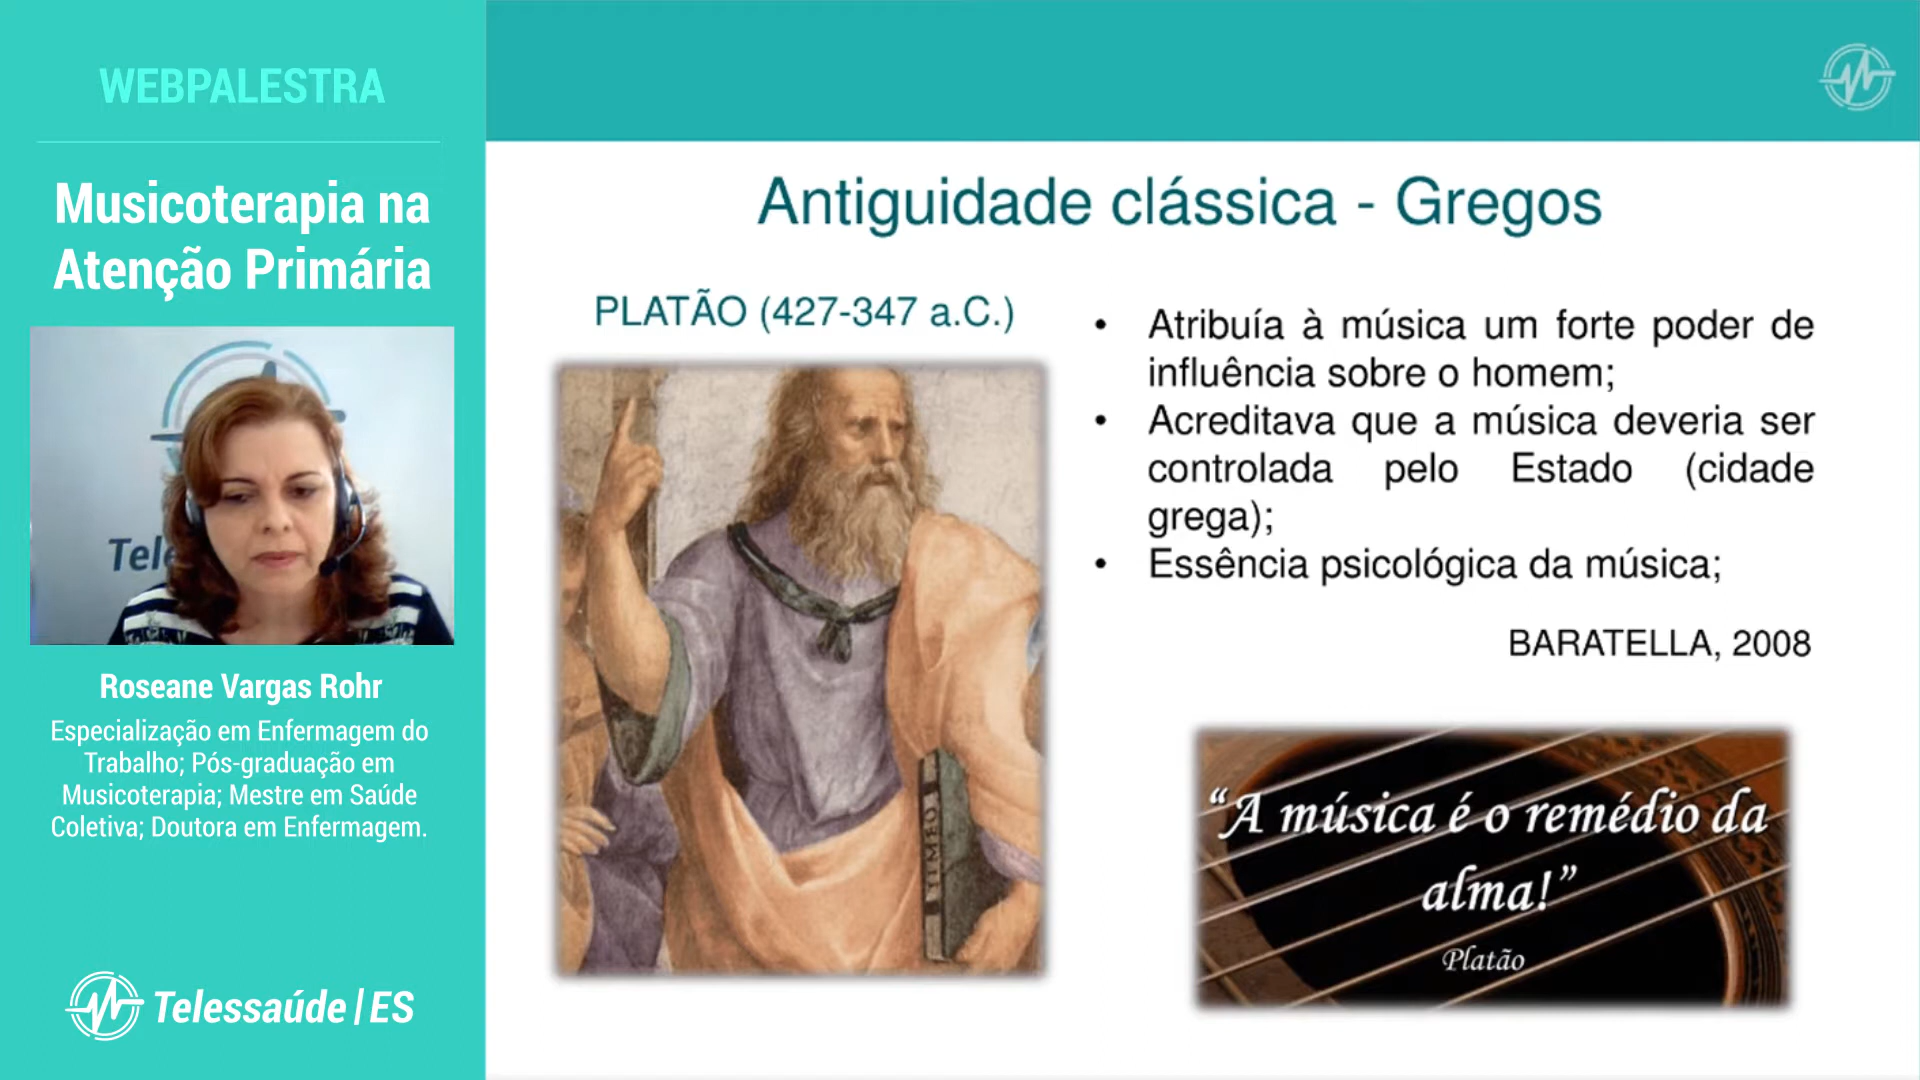 WEBPALESTRA
Musicoterapia na
Atenção Primária
Tele
Roseane Vargas Rohr
Especialização em Enfermagem do
Trabalho; Pós-graduação em
Musicoterapia; Mestre em Saúde
Coletiva; Doutora em Enfermagem.
Telessaúde|ES
Antiguidade clássica - Gregos
PLATÃO (427-347 a.C.)
TIMEO
• Atribuía à música um forte poder de
influência sobre o homem;
• Acreditava que a música deveria ser
controlada pelo Estado (cidade
grega);
• Essência psicológica da música;
BARATELLA, 2008
“A música é o remédio da
alma!”
Platão